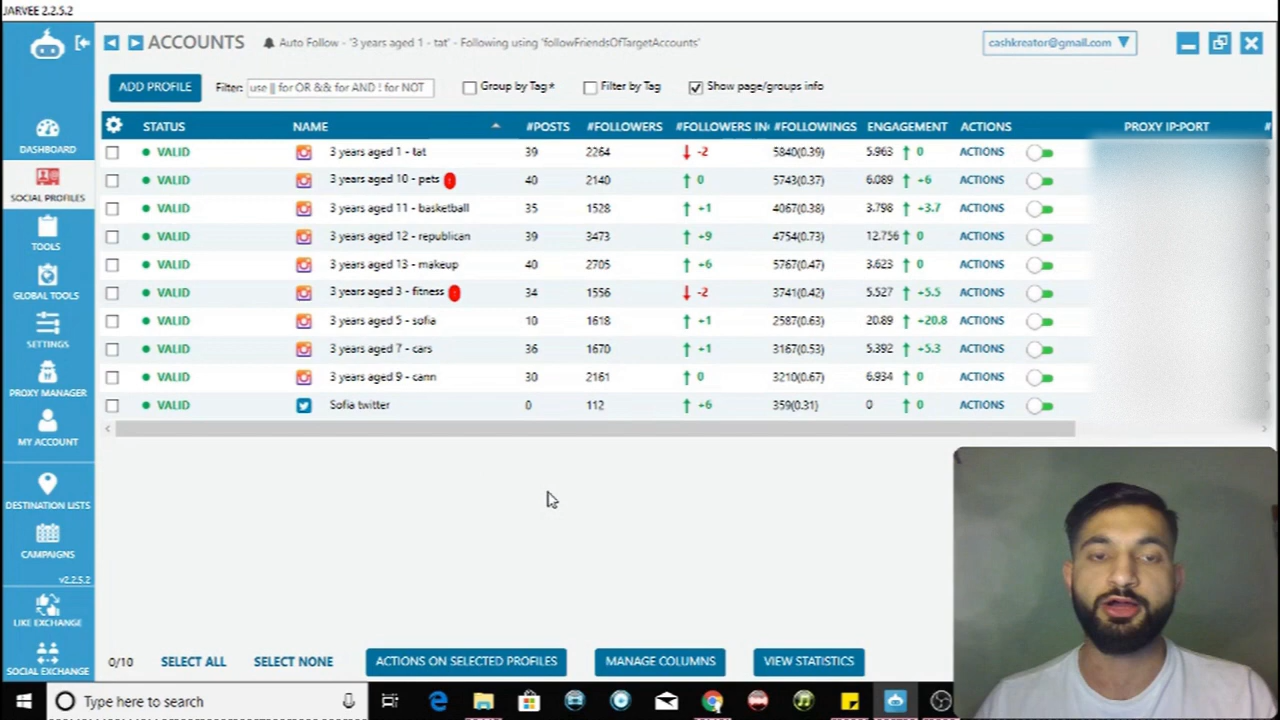 JARVEE 2.2.5.2
ACCOUNTS
Auto Follow - '3 years aged 1 - tat' - Following using 'followFriendsOfTargetAccounts'
cashkreator@gmail.com
ADD PROFILE
Filter:
use || for OR && for AND ! for NOT
Group by Tag*
Filter by Tag
Show page/groups info
STATUS NAME #POSTS #FOLLOWERS #FOLLOWERS IN #FOLLOWINGS ENGAGEMENT ACTIONS PROXY IP:PORT #
VALID 3 years aged 1 - tat 39 2264 -2 5840(0.39) 5.963 0 ACTIONS
VALID 3 years aged 10 - pets 40 2140 0 5743(0.37) 6.089 +6 ACTIONS
VALID 3 years aged 11 - basketball 35 1528 +1 4067(0.38) 3.798 +3.7 ACTIONS
VALID 3 years aged 12 - republican 39 3473 +9 4754(0.73) 12.756 0 ACTIONS
VALID 3 years aged 13 - makeup 40 2705 +6 5767(0.47) 3.623 0 ACTIONS
VALID 3 years aged 3 - fitness 34 1556 -2 3741(0.42) 5.527 +5.5 ACTIONS
VALID 3 years aged 5 - sofia 10 1618 +1 2587(0.63) 20.89 +20.8 ACTIONS
VALID 3 years aged 7 - cars 36 1670 +1 3167(0.53) 5.392 +5.3 ACTIONS
VALID 3 years aged 9 - cann 30 2161 0 3210(0.67) 6.934 0 ACTIONS
VALID Sofia twitter 0 112 +6 359(0.31) 0 0 ACTIONS
DASHBOARD
SOCIAL PROFILES
TOOLS
GLOBAL TOOLS
SETTINGS
PROXY MANAGER
MY ACCOUNT
DESTINATION LISTS
CAMPAIGNS
v2.2.5.2
LIKE EXCHANGE
SOCIAL EXCHANGE
0/10
SELECT ALL
SELECT NONE
ACTIONS ON SELECTED PROFILES
MANAGE COLUMNS
VIEW STATISTICS
Type here to search